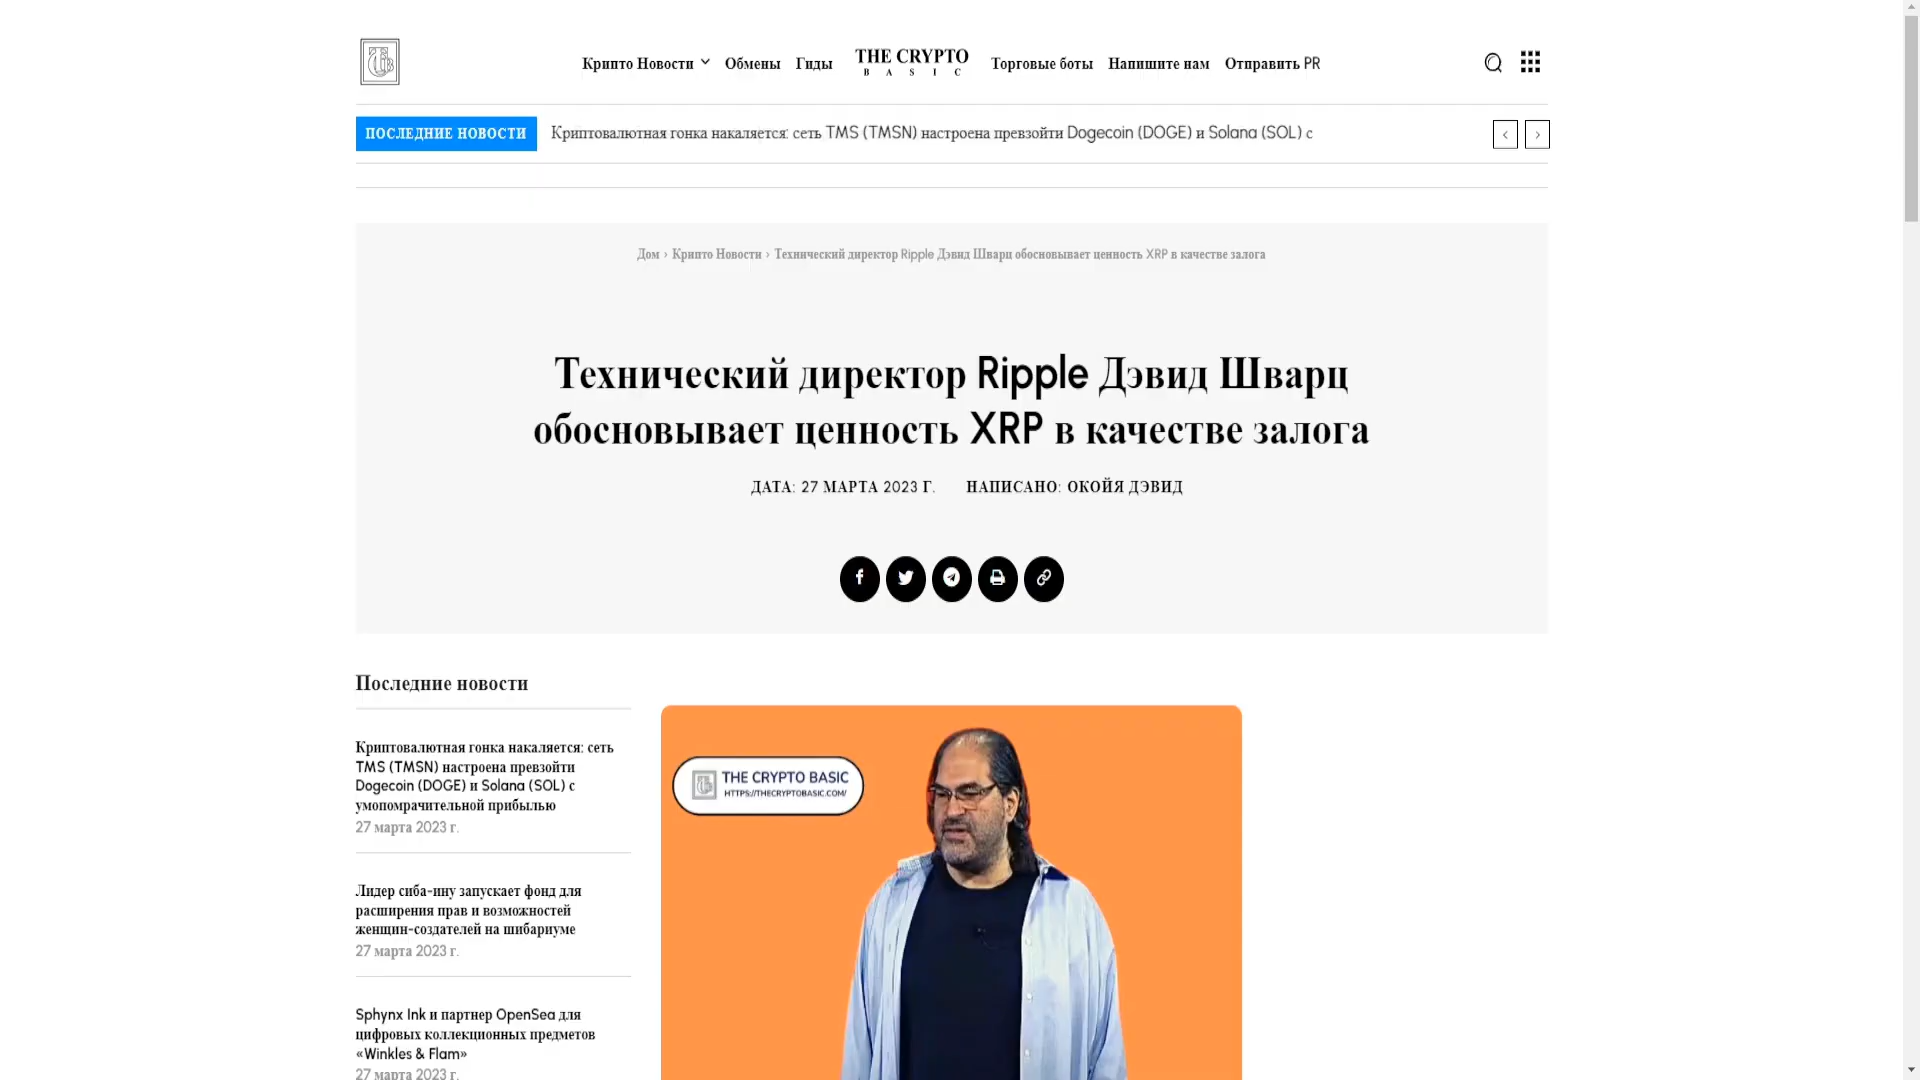 Крипто Новости Обмены Гиды THE CRYPTO BASIC Торговые боты Напишите нам Отправить PR
ПОСЛЕДНИЕ НОВОСТИ Криптовалютная гонка накаляется: сеть TMS (TMSN) настроена превзойти Dogecoin (DOGE) и Solana (SOL) с
Дом › Крипто Новости › Технический директор Ripple Дэвид Шварц обосновывает ценность XRP в качестве залога
Технический директор Ripple Дэвид Шварц
обосновывает ценность XRP в качестве залога
ДАТА: 27 МАРТА 2023 Г. НАПИСАНО: ОКОЙЯ ДЭВИД
Последние новости
Криптовалютная гонка накаляется: сеть
TMS (TMSN) настроена превзойти
Dogecoin (DOGE) и Solana (SOL) с
умопомрачительной прибылью
27 марта 2023 г.
Лидер сиба-ину запускает фонд для
расширения прав и возможностей
женщин-создателей на шибариуме
27 марта 2023 г.
Sphynx Ink и партнер OpenSea для
цифровых коллекционных предметов
«Winkles & Flam»
27 марта 2023 г.
THE CRYPTO BASIC
HTTPS://THECRYPTOBASIC.COM/